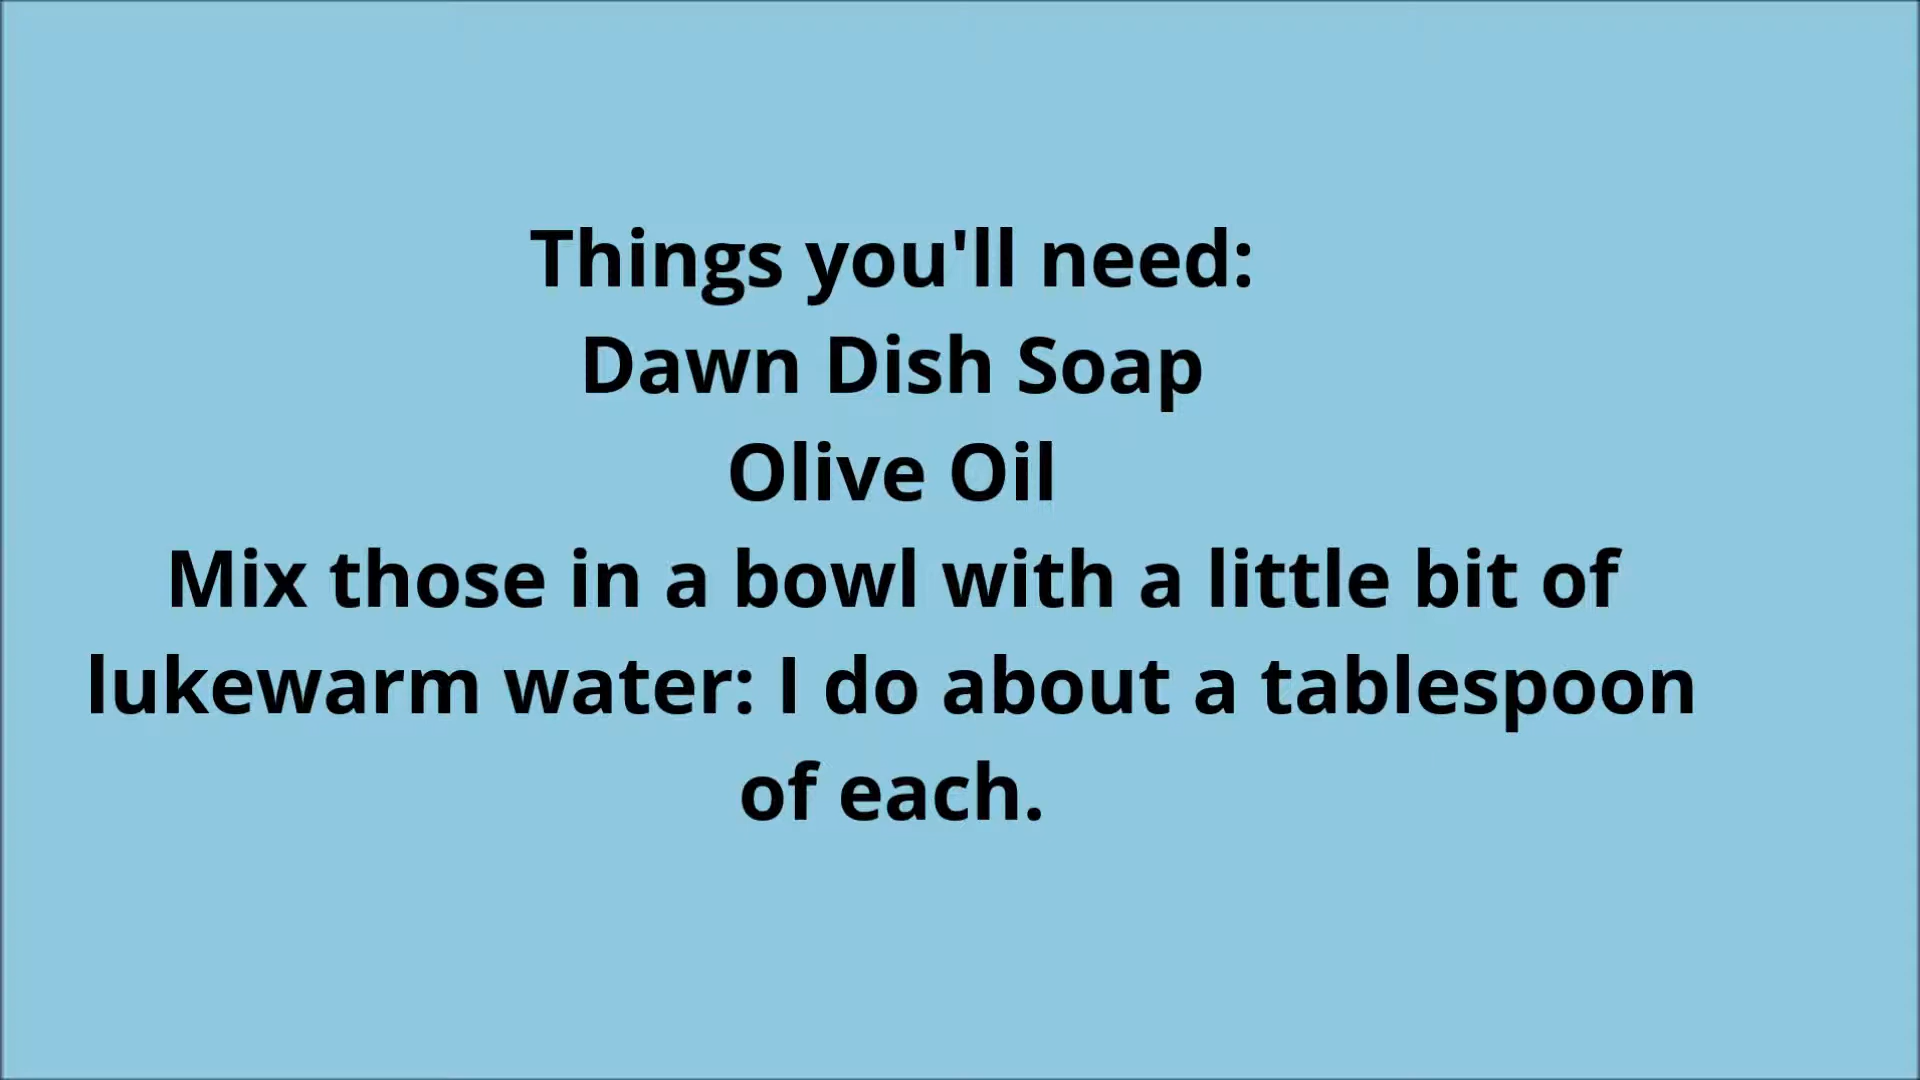 Things you'll need:
Dawn Dish Soap
Olive Oil
Mix those in a bowl with a little bit of
lukewarm water: I do about a tablespoon
of each.